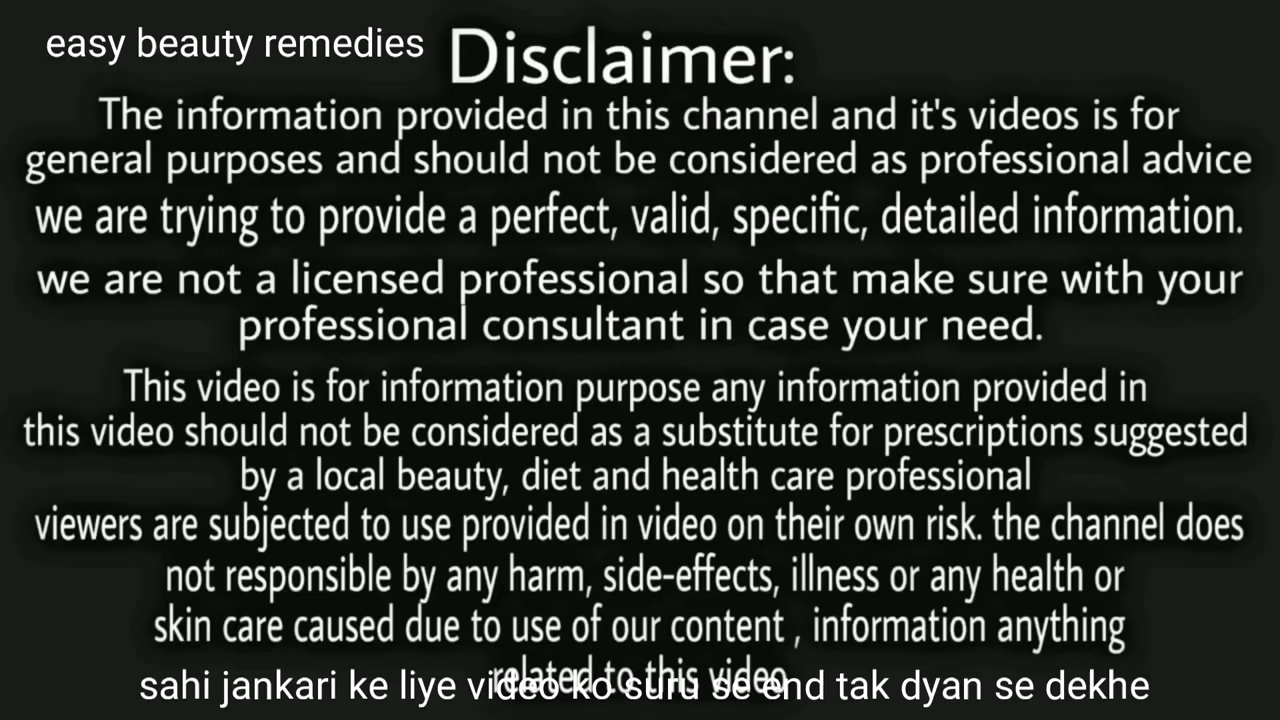 easy beauty remedies
Disclaimer:
The information provided in this channel and it's videos is for
general purposes and should not be considered as professional advice
we are trying to provide a perfect, valid, specific, detailed information.
we are not a licensed professional so that make sure with your
professional consultant in case your need.
This video is for information purpose any information provided in
this video should not be considered as a substitute for prescriptions suggested
by a local beauty, diet and health care professional
viewers are subjected to use provided in video on their own risk. the channel does
not responsible by any harm, side-effects, illness or any health or
skin care caused due to use of our content , information anything
related to this video
sahi jankari ke liye video ko suru se end tak dyan se dekhe